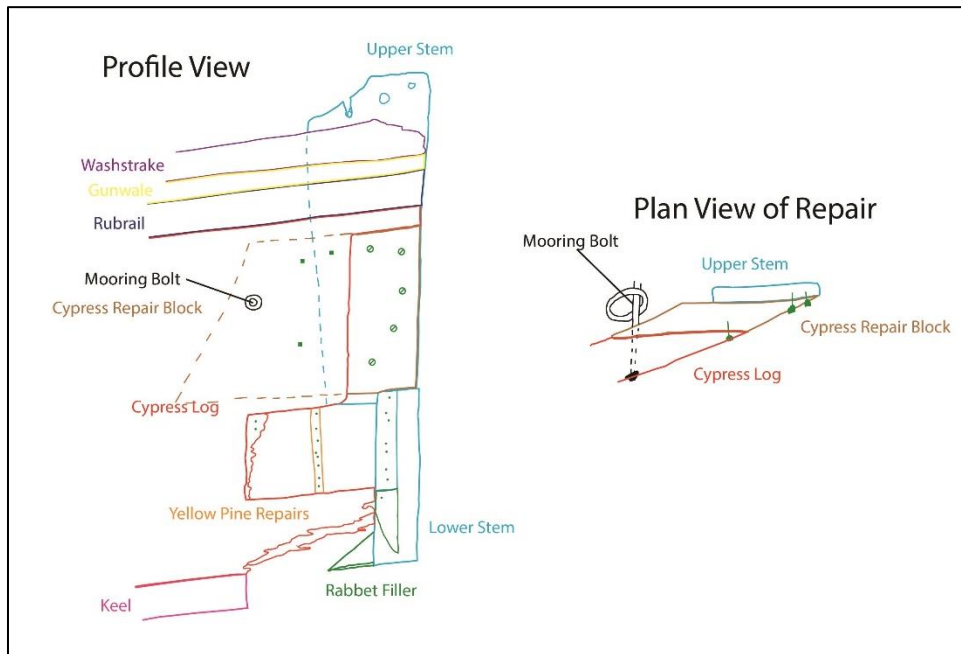 Profile View
Upper Stem
Washstrake
Gunwale
Rubrail
Mooring Bolt
Cypress Repair Block
Cypress Log
Yellow Pine Repairs
Lower Stem
Rabbet Filler
Keel
Plan View of Repair
Mooring Bolt
Upper Stem
Cypress Repair Block
Cypress Log